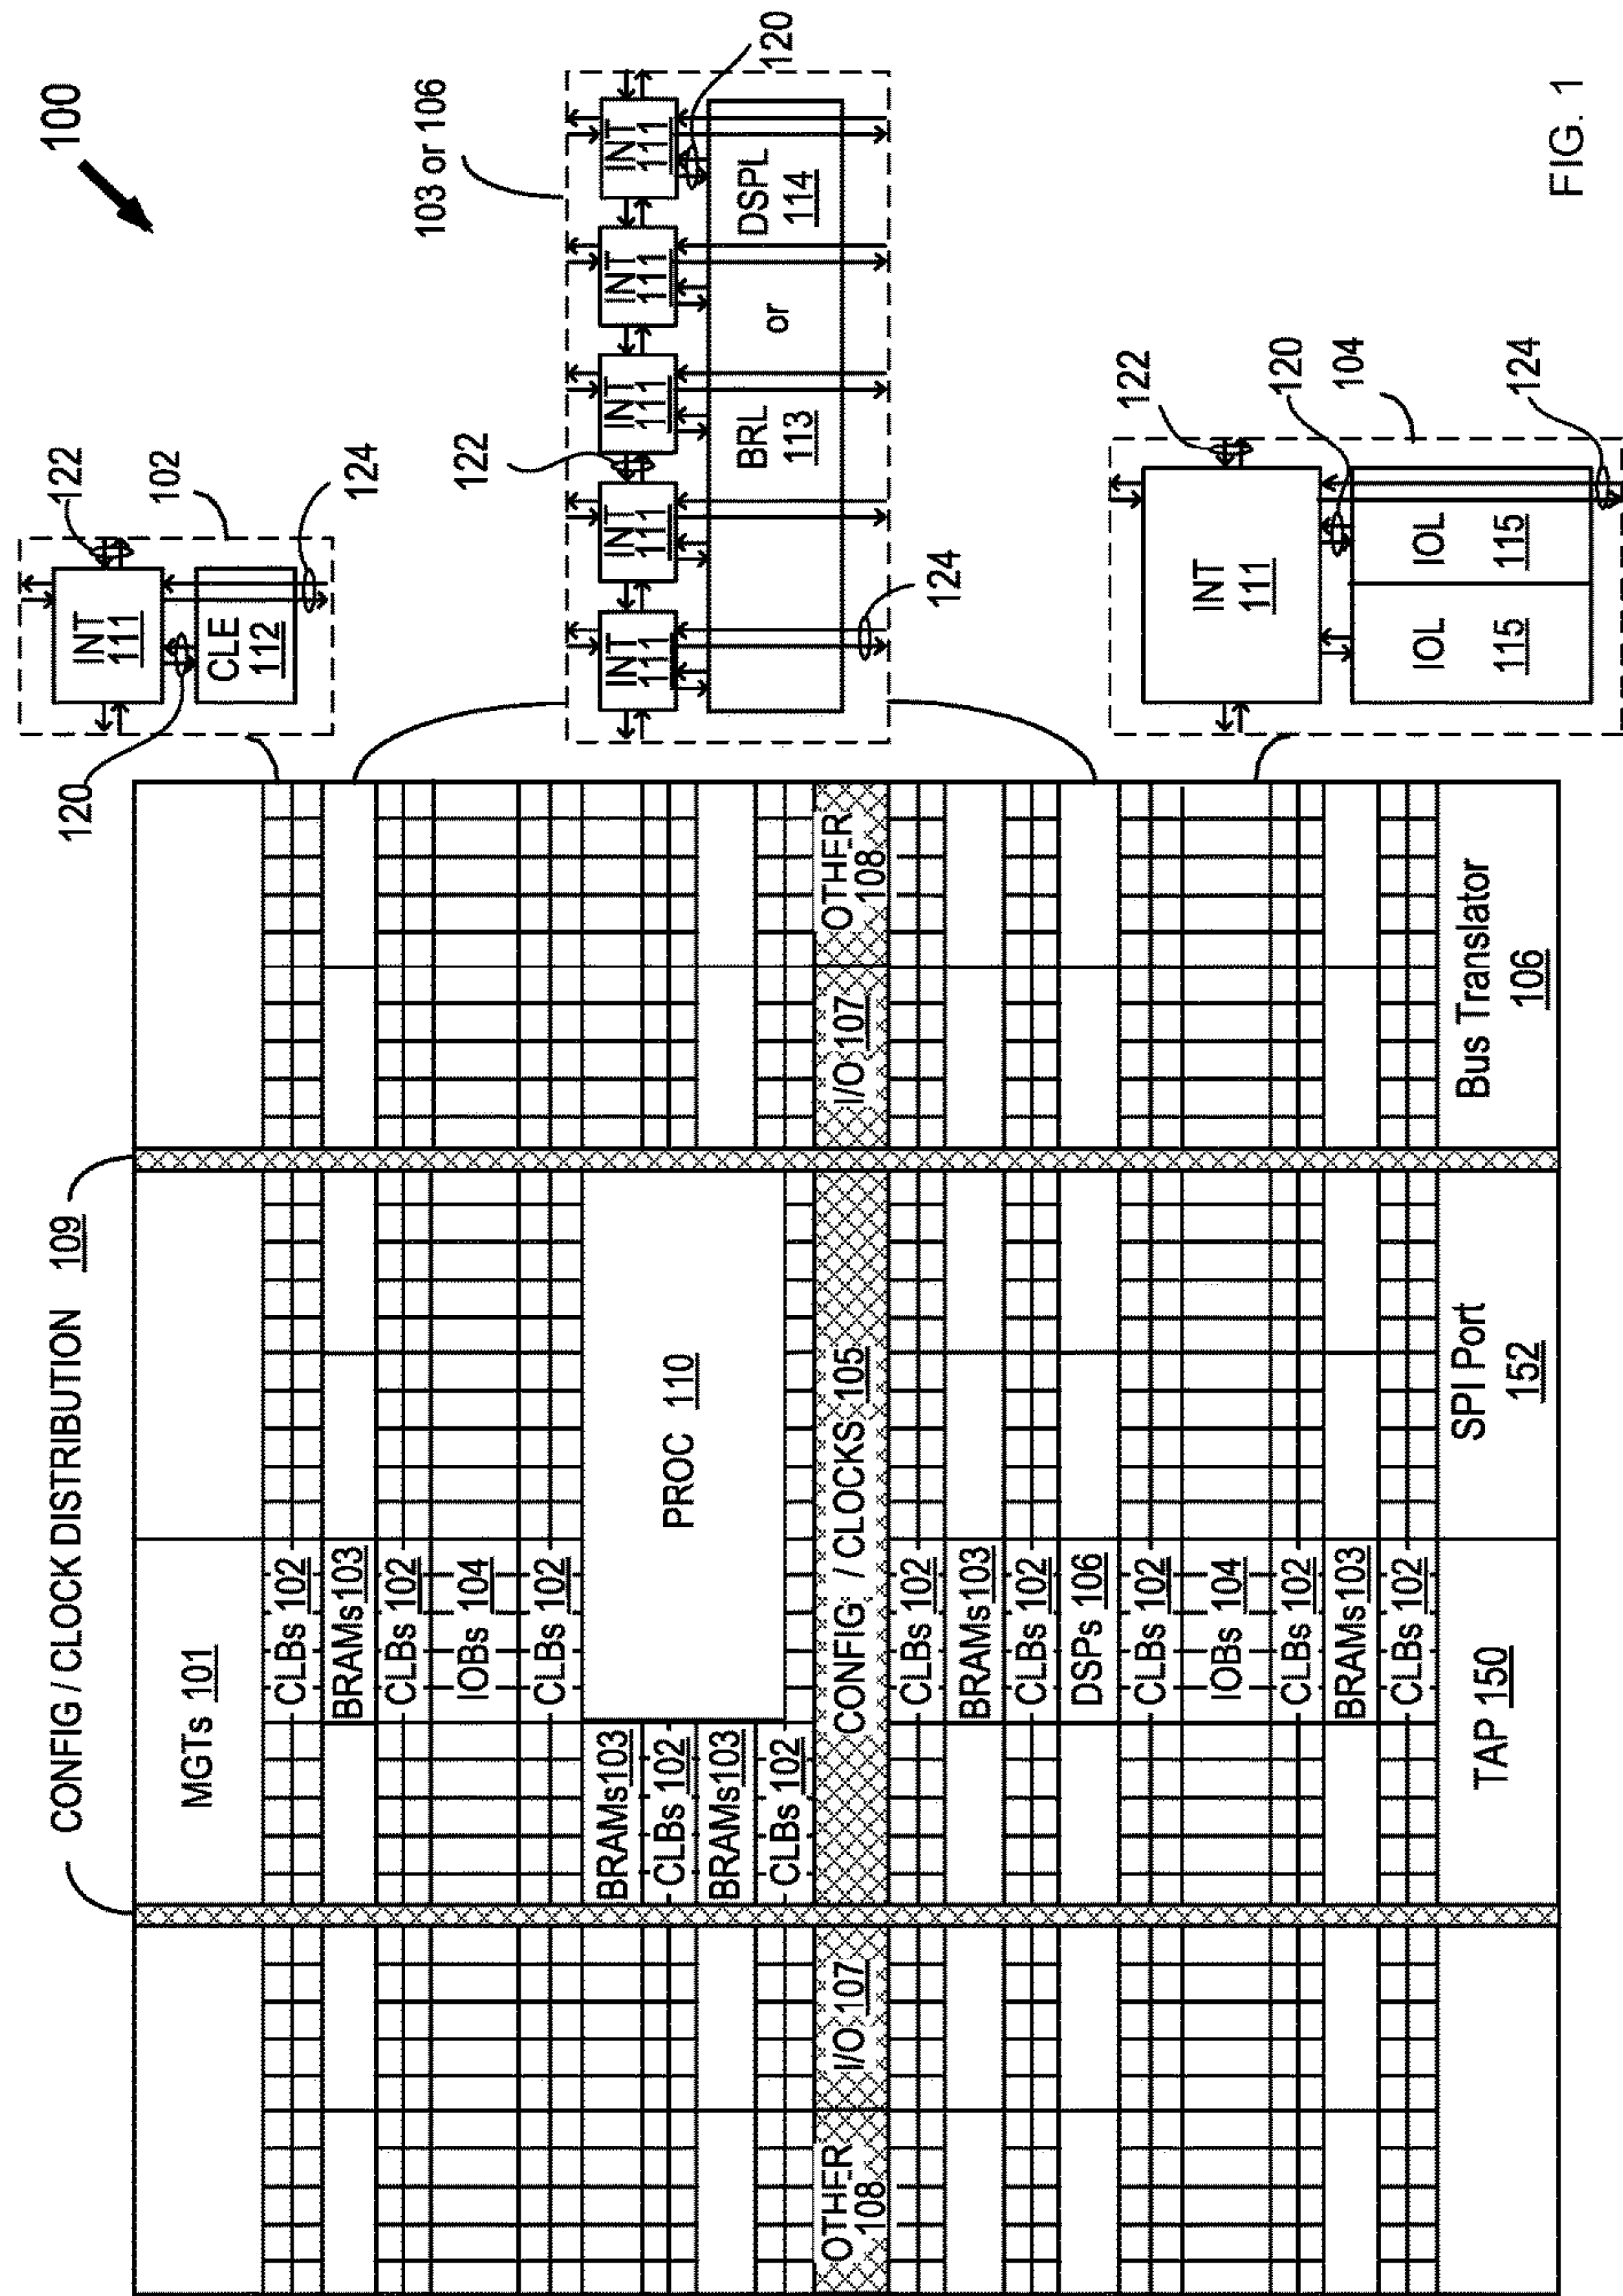 100
CONFIG / CLOCK DISTRIBUTION 109
MGTs 101
CLBs 102
BRAMs 103
CLBs 102
IOBs 104
CLBs 102
BRAMs 103
CLBs 102
BRAMs 103
CLBs 102
PROC 110
OTHER
108
I/O 107
CONFIG / CLOCKS 105
I/O 107
OTHER
108
CLBs 102
BRAMs 103
CLBs 102
DSPs 106
CLBs 102
IOBs 104
CLBs 102
BRAMs 103
CLBs 102
TAP 150
SPI Port
152
Bus Translator
106
120
122
INT
111
102
CLE
112
124
103 or 106
122
INT
111
INT
111
INT
111
INT
111
INT
111
120
BRL
113
or
DSPL
114
124
122
INT
111
120
104
IOL
115
IOL
115
124
FIG. 1